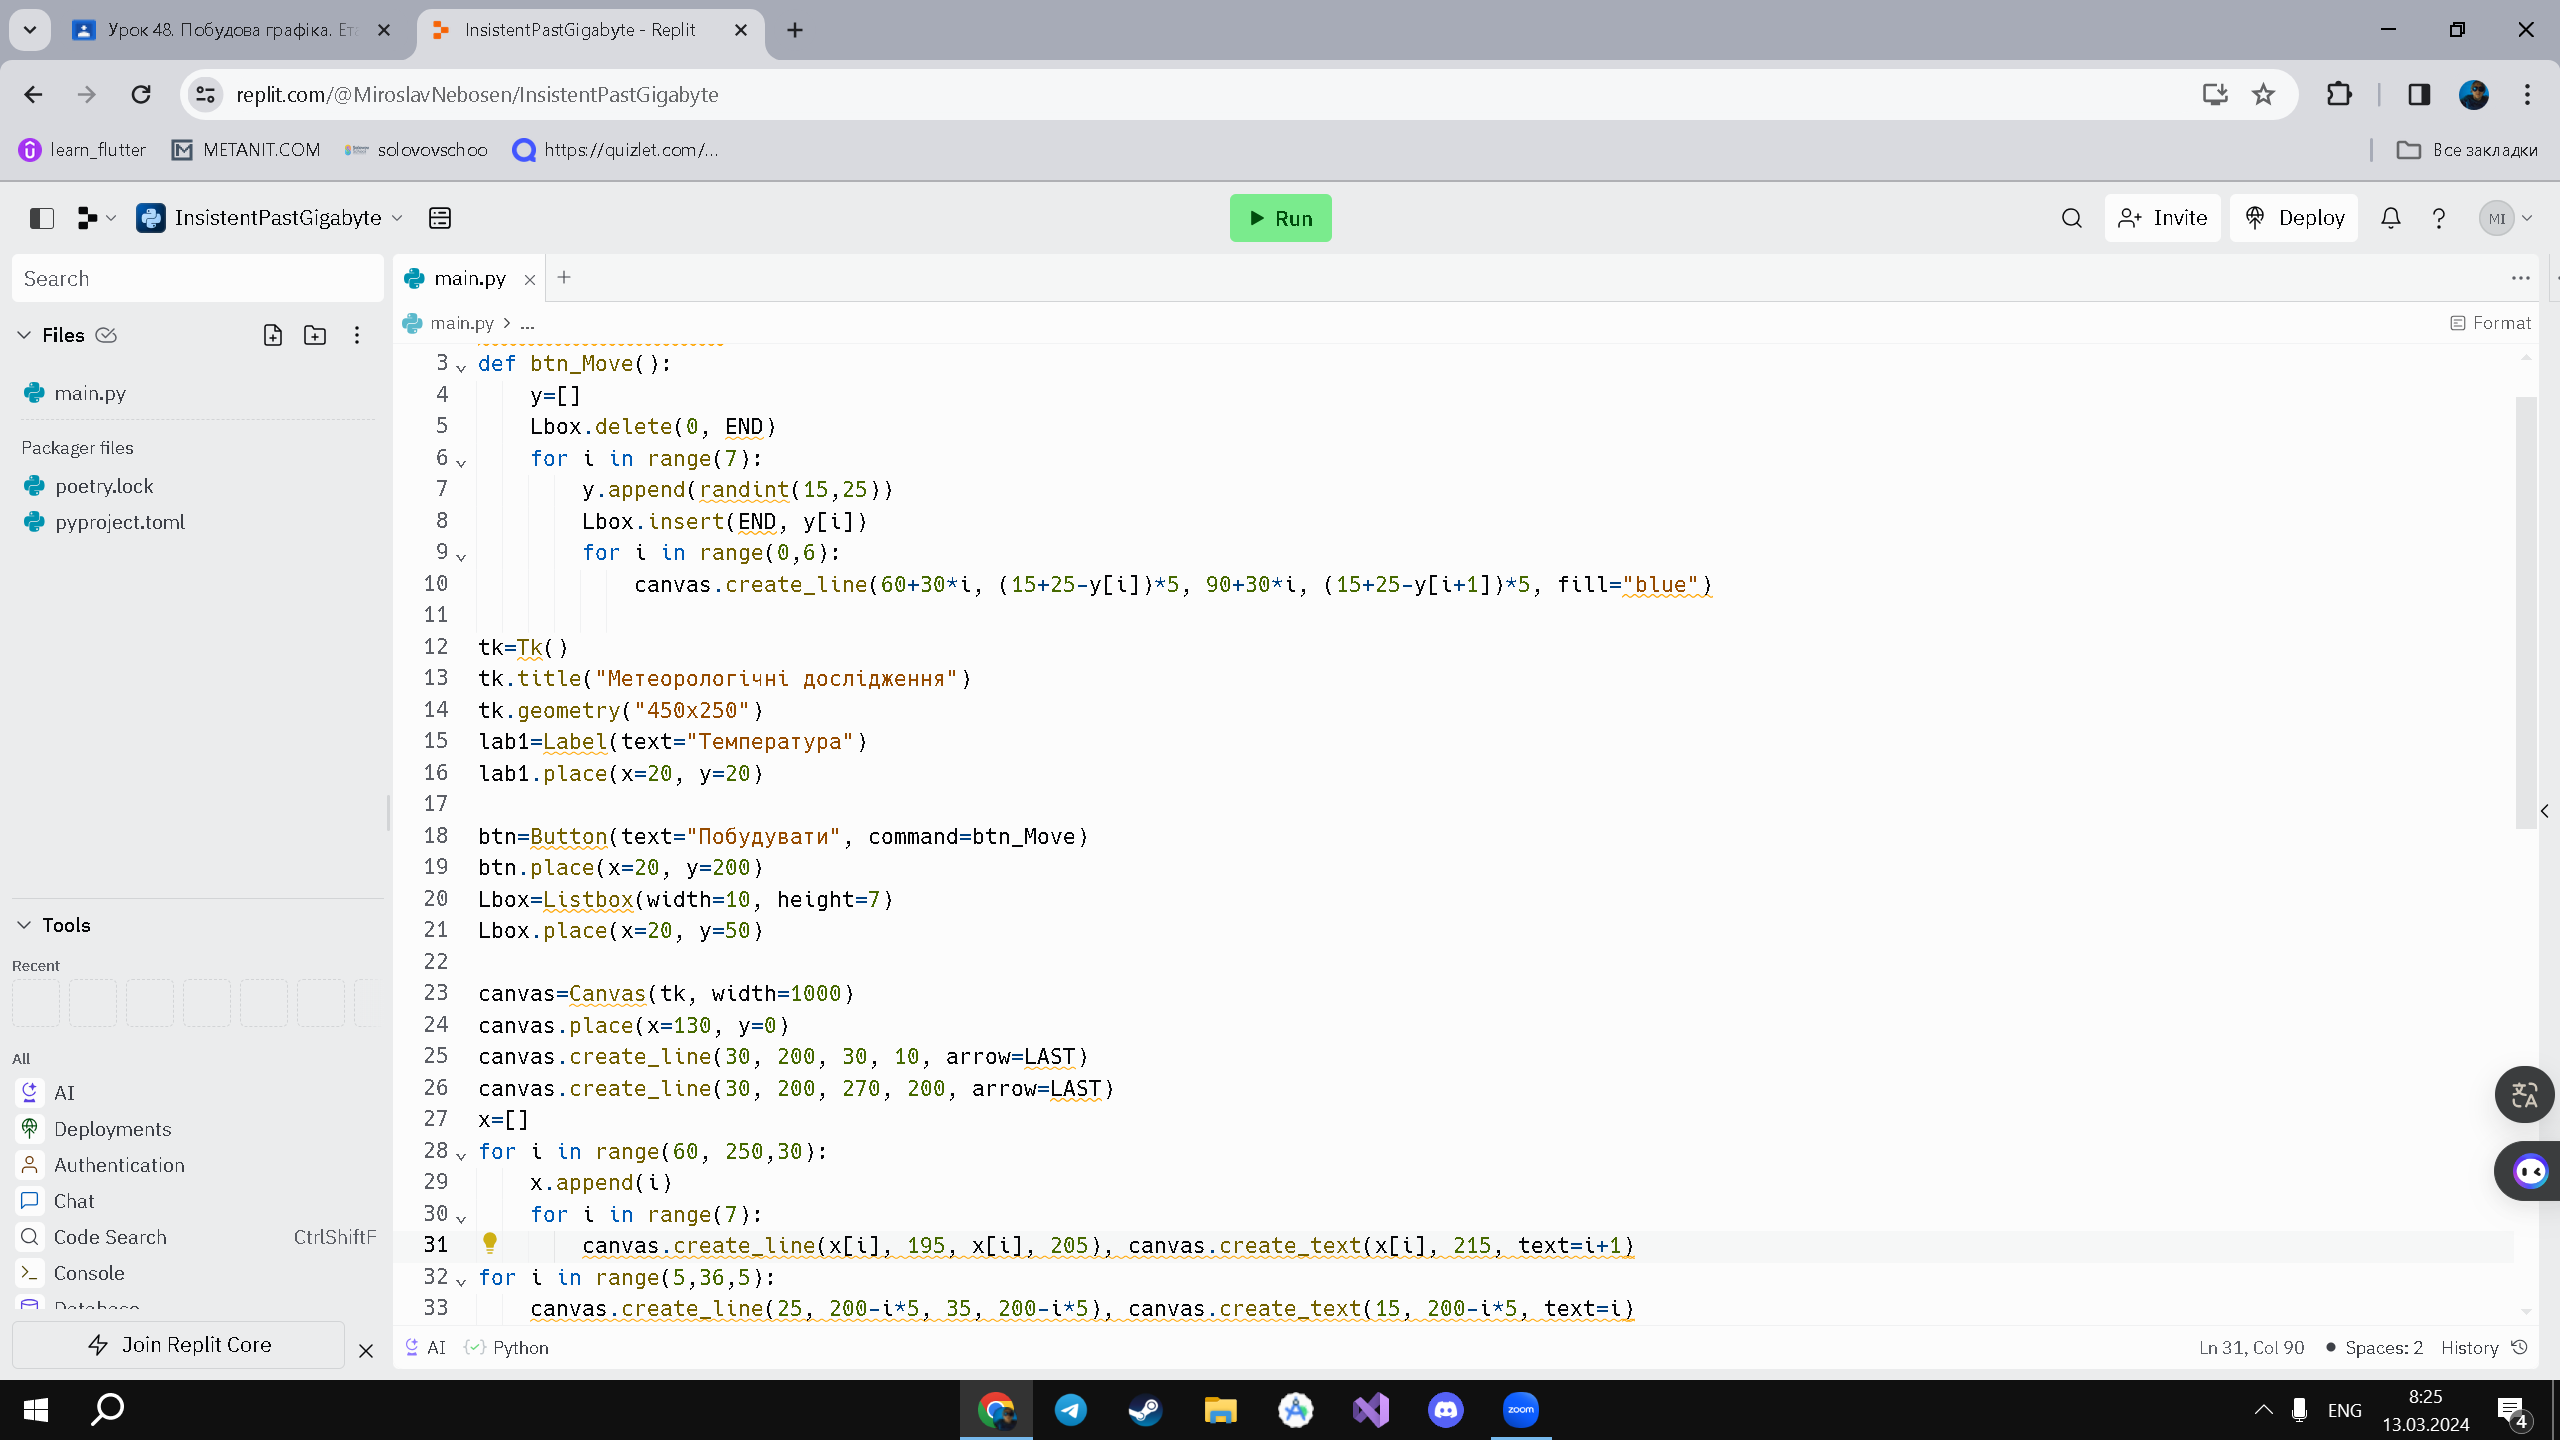 Урок 48. Побудова графіка. Ета
InsistentPastGigabyte - Replit
replit.com/@MiroslavNebosen/InsistentPastGigabyte
learn_flutter
METANIT.COM
solovovschoo
https://quizlet.com/...
Все закладки
InsistentPastGigabyte
Run
Invite
Deploy
MI
Search
main.py
Files
main.py > ...
Format
main.py
Packager files
poetry.lock
pyproject.toml
3 def btn_Move():
4     y=[]
5     Lbox.delete(0, END)
6     for i in range(7):
7         y.append(randint(15,25))
8         Lbox.insert(END, y[i])
9         for i in range(0,6):
10             canvas.create_line(60+30*i, (15+25-y[i])*5, 90+30*i, (15+25-y[i+1])*5, fill="blue")
11
12 tk=Tk()
13 tk.title("Метеорологічні дослідження")
14 tk.geometry("450x250")
15 lab1=Label(text="Температура")
16 lab1.place(x=20, y=20)
17
18 btn=Button(text="Побудувати", command=btn_Move)
19 btn.place(x=20, y=200)
20 Lbox=Listbox(width=10, height=7)
21 Lbox.place(x=20, y=50)
22
23 canvas=Canvas(tk, width=1000)
24 canvas.place(x=130, y=0)
25 canvas.create_line(30, 200, 30, 10, arrow=LAST)
26 canvas.create_line(30, 200, 270, 200, arrow=LAST)
27 x=[]
28 for i in range(60, 250,30):
29     x.append(i)
30     for i in range(7):
31         canvas.create_line(x[i], 195, x[i], 205), canvas.create_text(x[i], 215, text=i+1)
32 for i in range(5,36,5):
33     canvas.create_line(25, 200-i*5, 35, 200-i*5), canvas.create_text(15, 200-i*5, text=i)
Tools
Recent
All
AI
Deployments
Authentication
Chat
Code Search CtrlShiftF
Console
Database
Join Replit Core
AI
Python
Ln 31, Col 90
Spaces: 2
History
zoom
ENG
8:25
13.03.2024
4